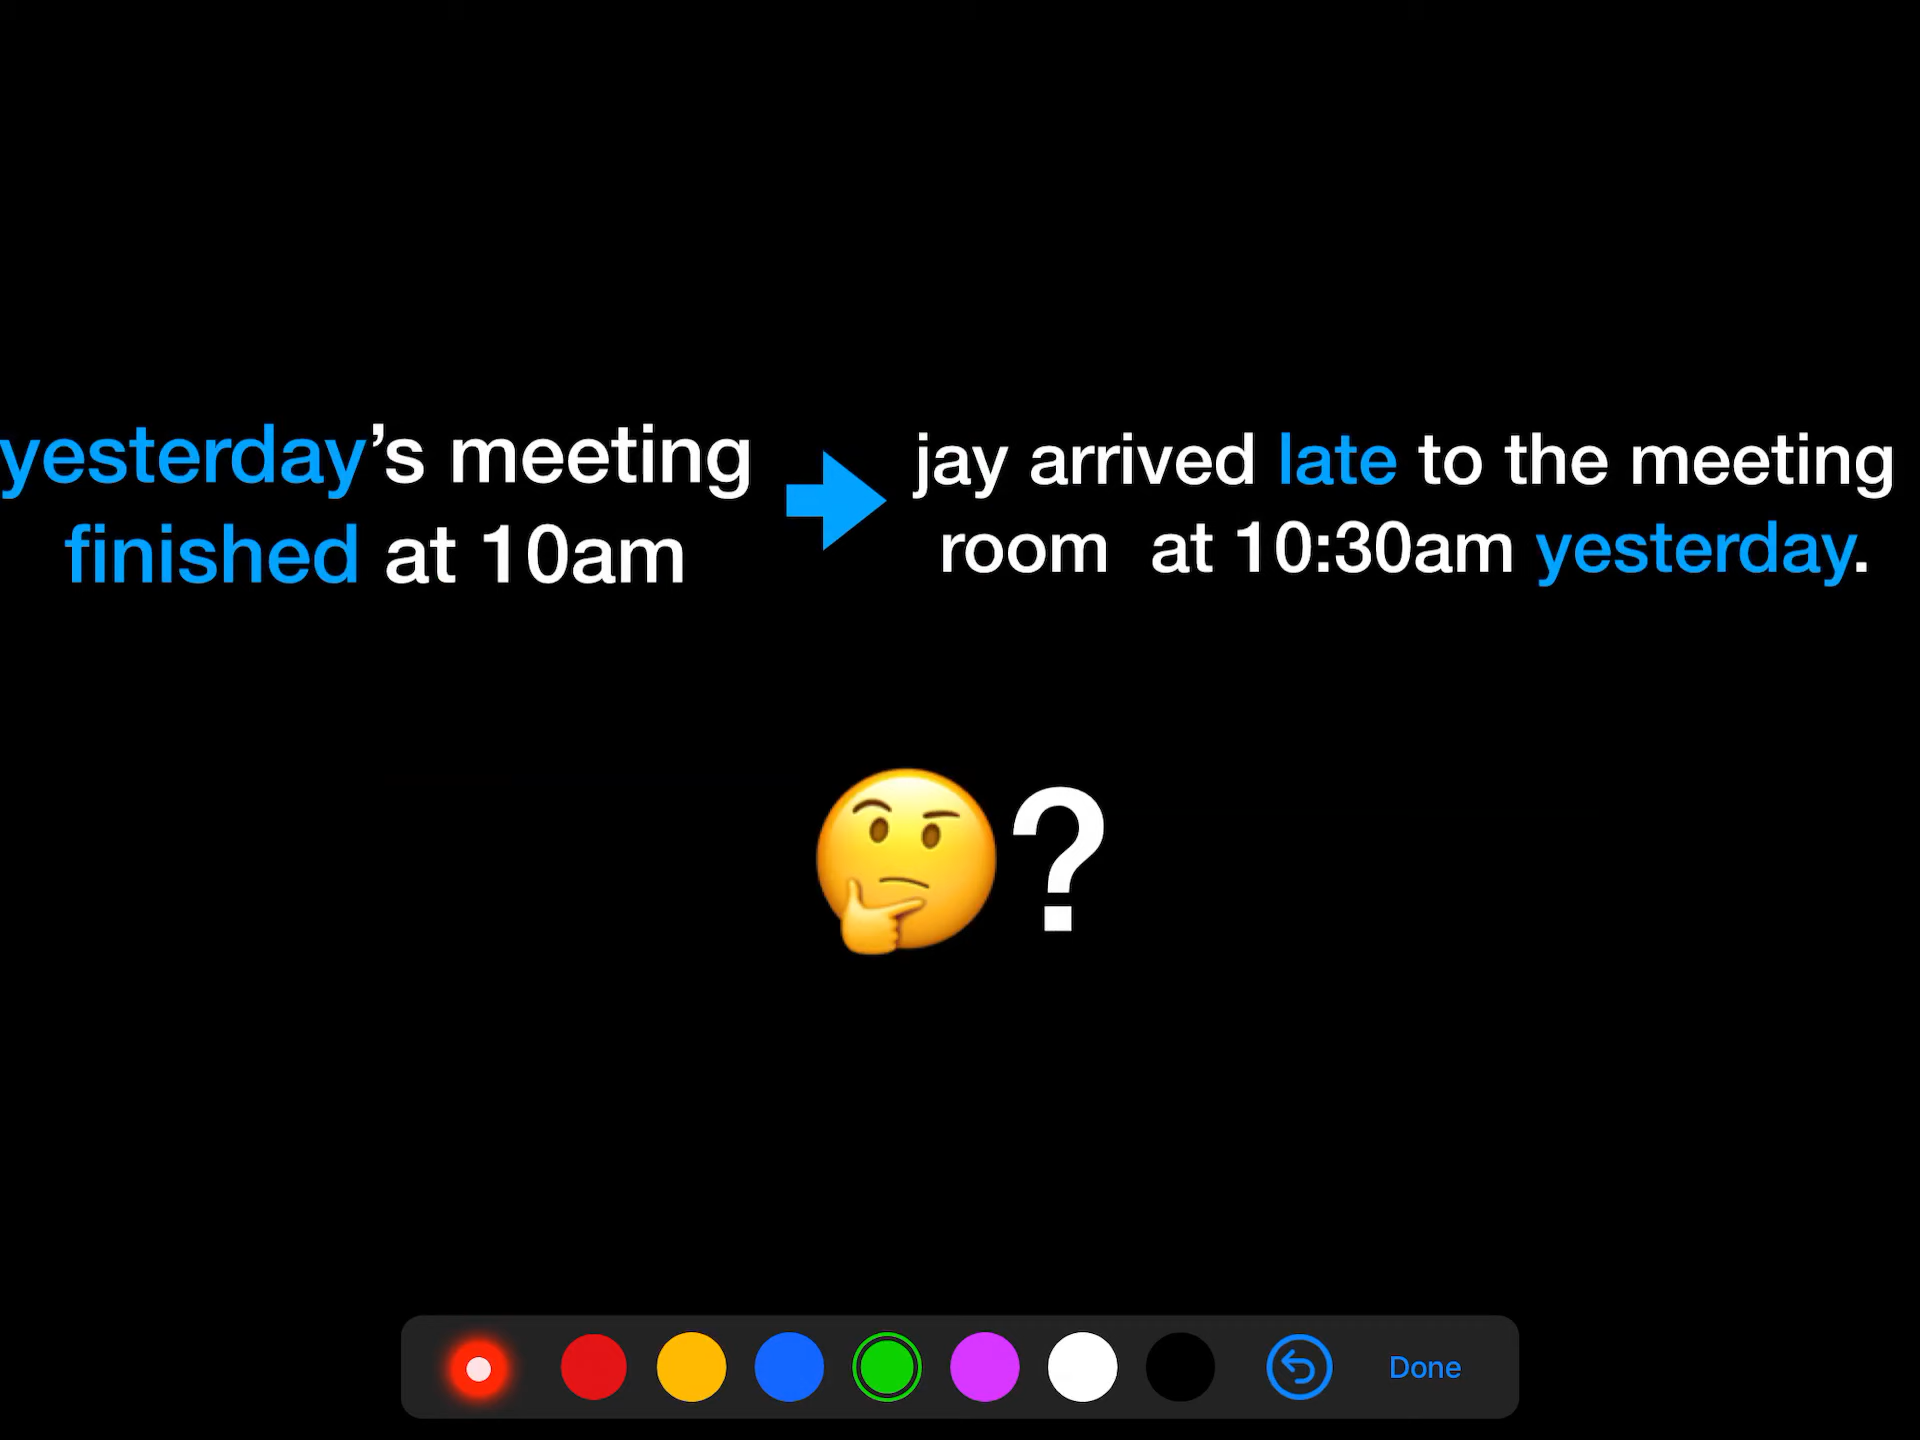 yesterday’s meeting
finished at 10am
jay arrived late to the meeting
room  at 10:30am yesterday.
?
Done